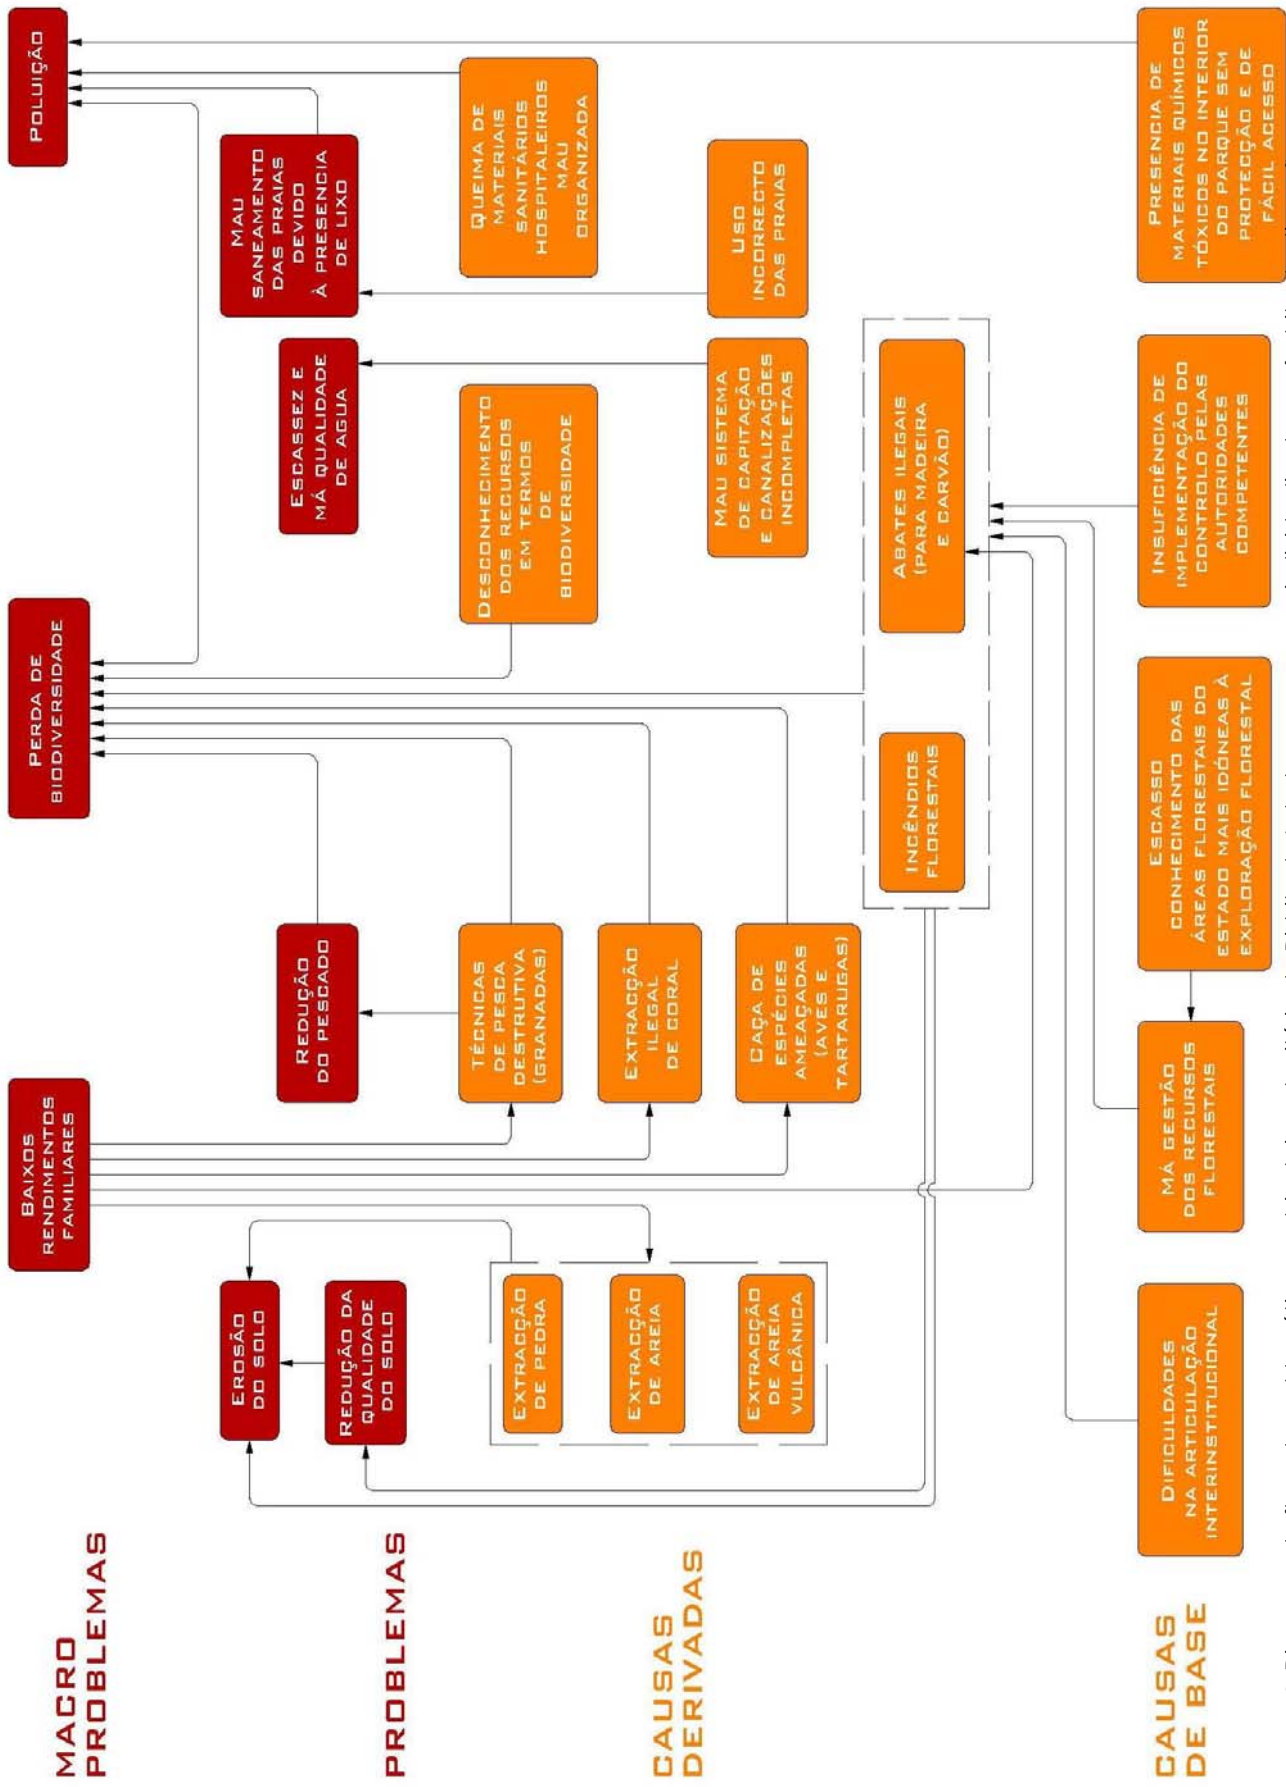 MACRO
PROBLEMAS
BAIXOS
RENDIMENTOS
FAMILIARES
PERDA DE
BIODIVERSIDADE
POLUIÇÃO
PROBLEMAS
EROSÃO
DO SOLO
REDUÇÃO DA
QUALIDADE
DO SOLO
REDUÇÃO
DO PESCADO
ESCASSEZ E
MÁ QUALIDADE
DE AGUA
MAU
SANEAMENTO
DAS PRAIAS
DEVIDO
À PRESENCIA
DE LIXO
CAUSAS
DERIVADAS
EXTRACÇÃO
DE PEDRA
EXTRACÇÃO
DE AREIA
EXTRACÇÃO
DE AREIA
VULCÂNICA
TÉCNICAS
DE PESCA
DESTRUTIVA
(GRANADAS)
EXTRACÇÃO
ILEGAL
DE CORAL
CAÇA DE
ESPÉCIES
AMEAÇADAS
(AVES E
TARTARUGAS)
DESCONHECIMENTO
DOS RECURSOS
EM TERMOS
DE
BIODIVERSIDADE
QUEIMA DE
MATERIAIS
SANITÁRIOS
HOSPITALEIROS
MAU
ORGANIZADA
MAU SISTEMA
DE CAPITAÇÃO
E CANALIZAÇÕES
INCOMPLETAS
USO
INCORRECTO
DAS PRAIAS
INCÊNDIOS
FLORESTAIS
ABATES ILEGAIS
(PARA MADEIRA
E CARVÃO)
CAUSAS
DE BASE
DIFICULDADES
NA ARTICULAÇÃO
INTERINSTITUCIONAL
MÁ GESTÃO
DOS RECURSOS
FLORESTAIS
ESCASSO
CONHECIMENTO DAS
ÁREAS FLORESTAIS DO
ESTADO MAIS IDÓNEAS À
EXPLORAÇÃO FLORESTAL
INSUFICIÊNCIA DE
IMPLEMENTAÇÃO DO
CONTROLO PELAS
AUTORIDADES
COMPETENTES
PRESENCIA DE
MATERIAIS QUÍMICOS
TÓXICOS NO INTERIOR
DO PARQUE SEM
PROTECÇÃO E DE
FÁCIL ACESSO